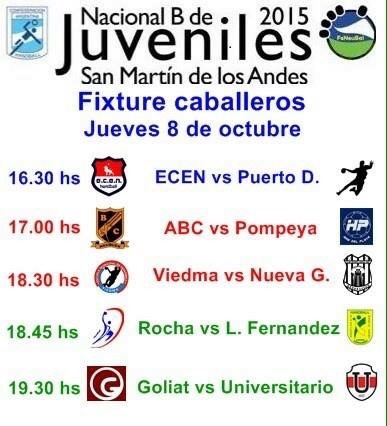 Nacional B de 2015
Juveniles
San Martín de los Andes
Fixture caballeros
Jueves 8 de octubre
16.30 hs ECEN vs Puerto D.
17.00 hs ABC vs Pompeya
18.30 hs Viedma vs Nueva G.
18.45 hs Rocha vs L. Fernandez
19.30 hs Goliat vs Universitario